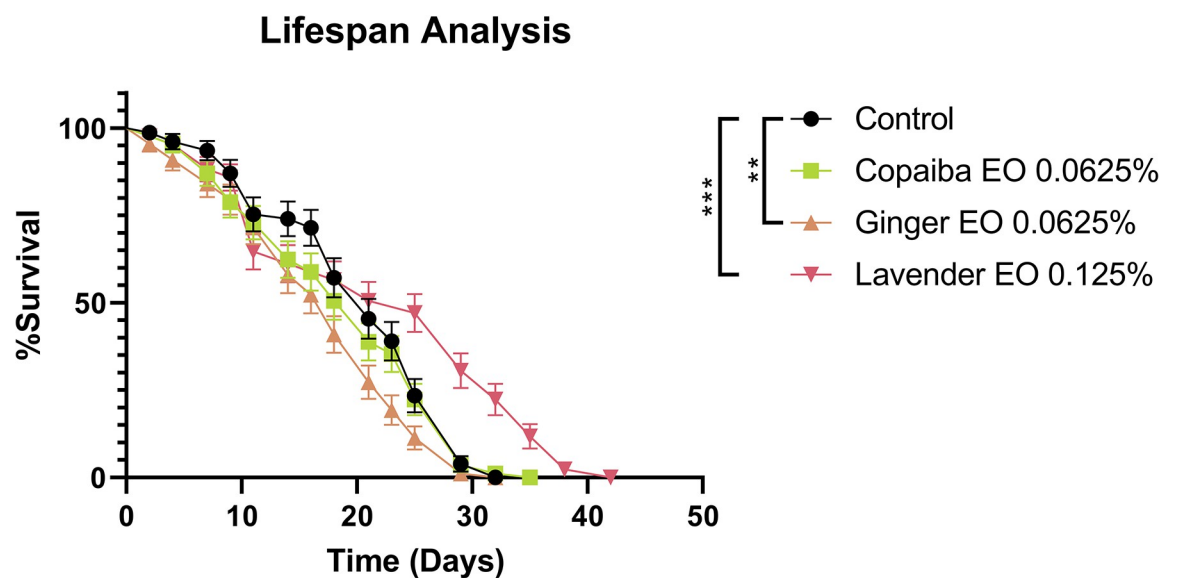 Lifespan Analysis
%Survival
100
50
0
0 10 20 30 40 50
Time (Days)
***
**
Control
Copaiba EO 0.0625%
Ginger EO 0.0625%
Lavender EO 0.125%